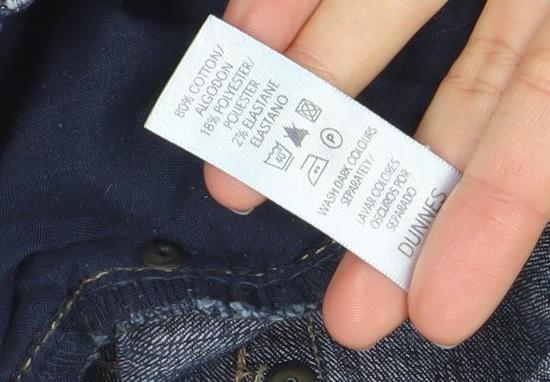 80% COTTON/
ALGODON
18% POLYESTER/
POLIESTER
2% ELASTANE
ELASTANO
40°
P
WASH DARK COLOURS
SEPARATELY/
LAVAR COLORES
OSCUROS POR
SEPARADO
DUNNES